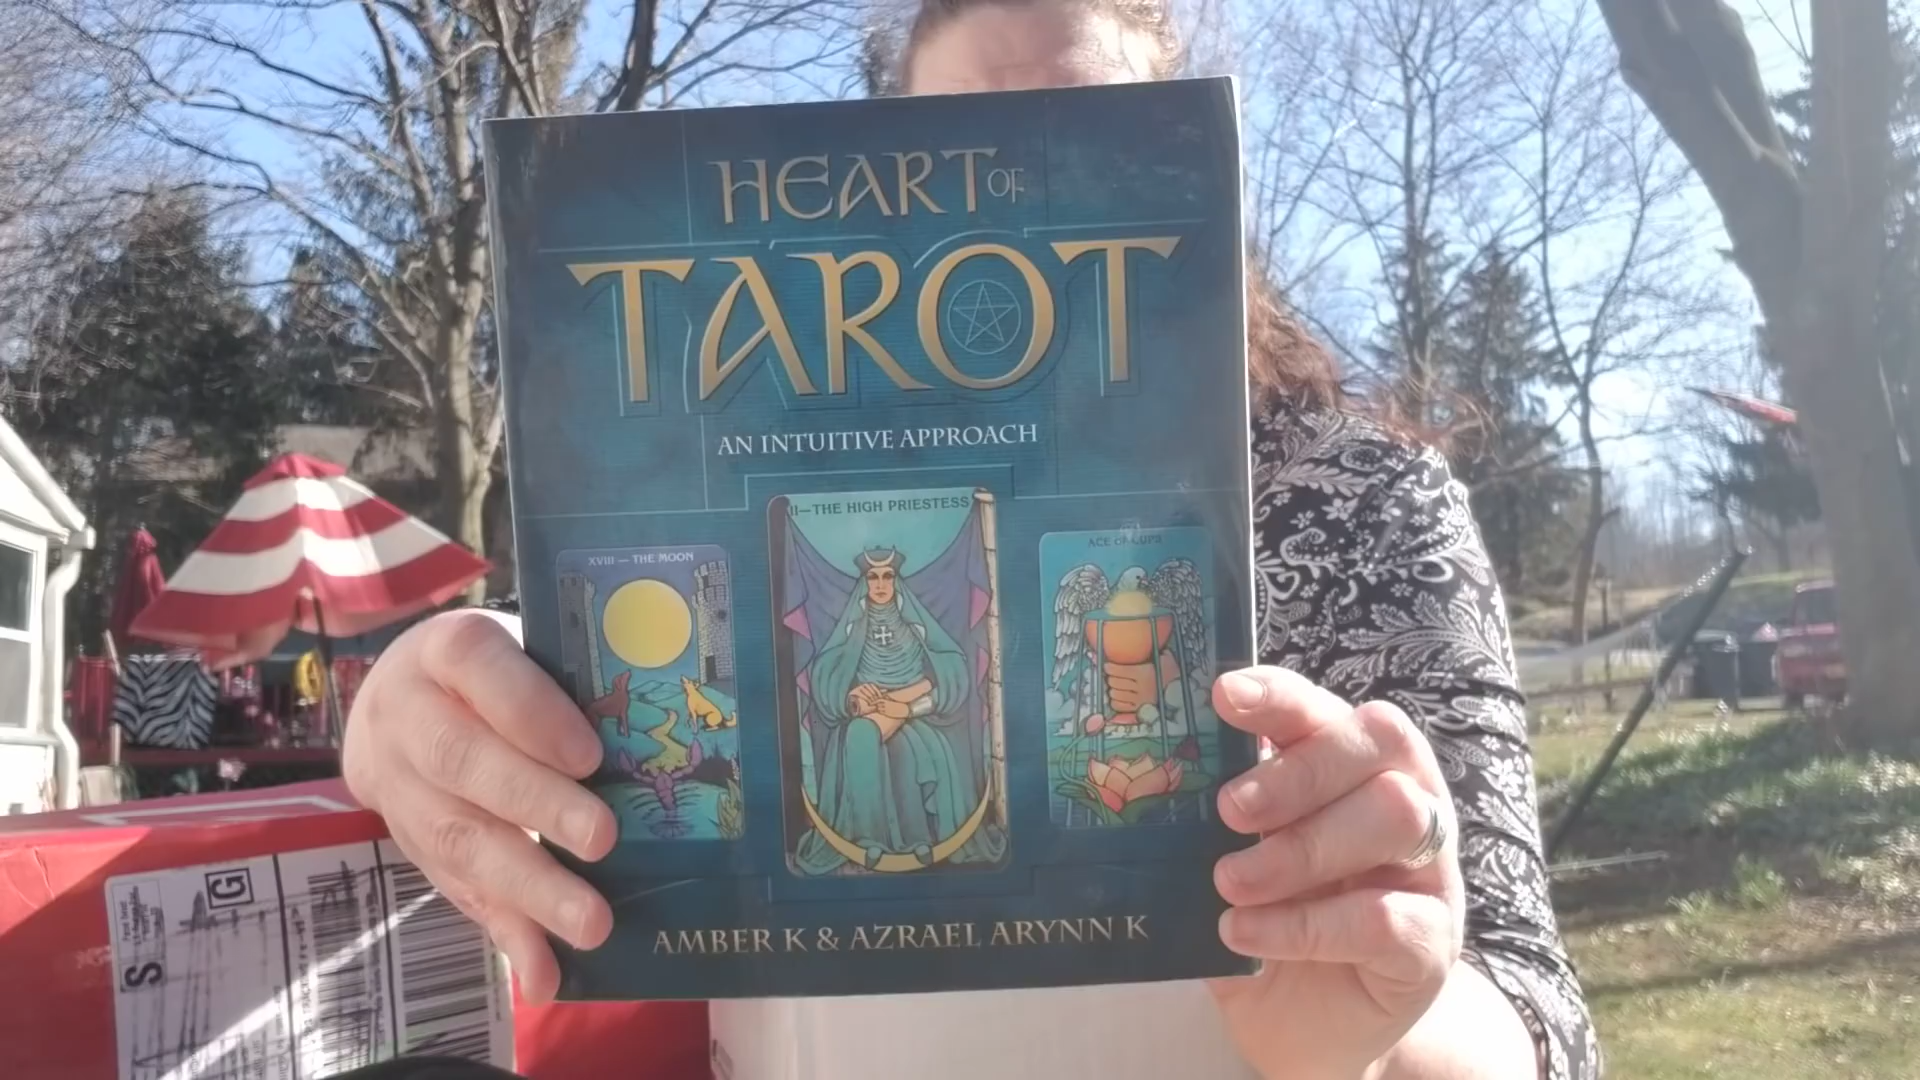 HEART OF
TAROT
AN INTUITIVE APPROACH
II—THE HIGH PRIESTESS
XVIII — THE MOON
ACE OF CUPS
AMBER K & AZRAEL ARYNN K
G
S